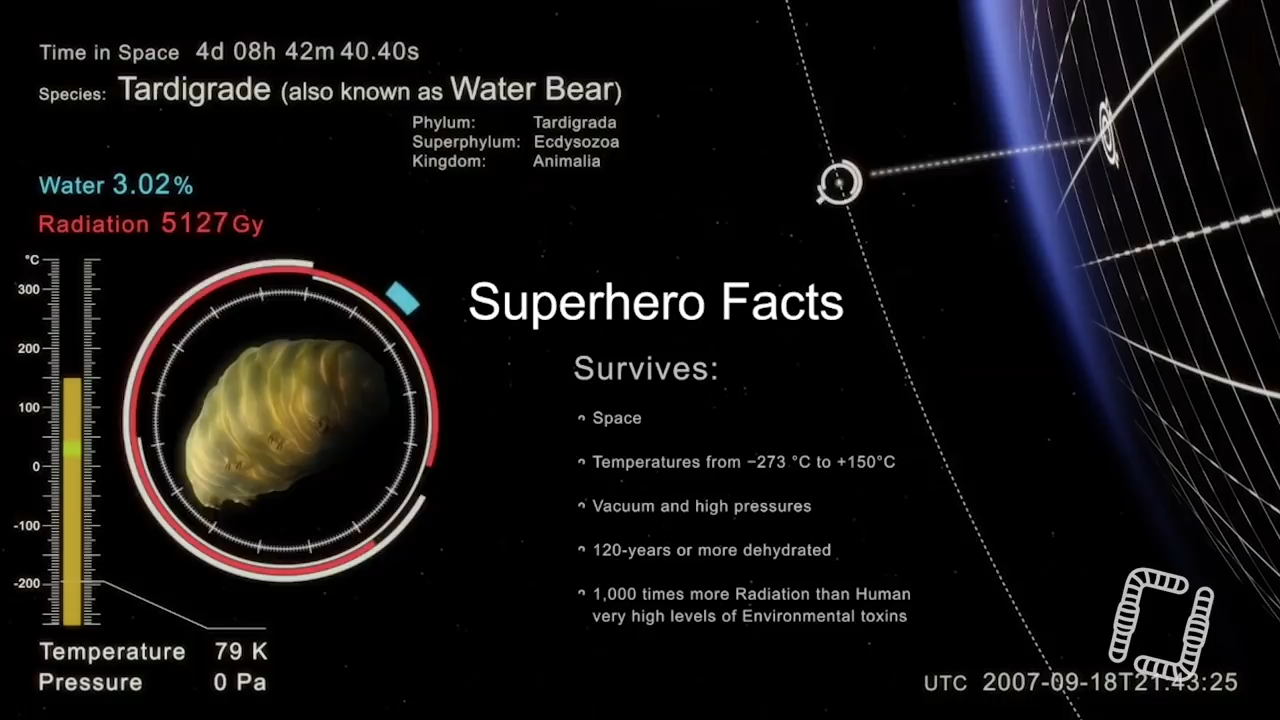 Time in Space 4d 08h 42m 40.40s
Species: Tardigrade (also known as Water Bear)
Phylum: Tardigrada
Superphylum: Ecdysozoa
Kingdom: Animalia
Water 3.02%
Radiation 5127Gy
°C
300
200
100
0
-100
-200
Superhero Facts
Survives:
Space
Temperatures from −273 °C to +150°C
Vacuum and high pressures
120-years or more dehydrated
1,000 times more Radiation than Human
very high levels of Environmental toxins
Temperature 79 K
Pressure 0 Pa
UTC 2007-09-18T21:43:25